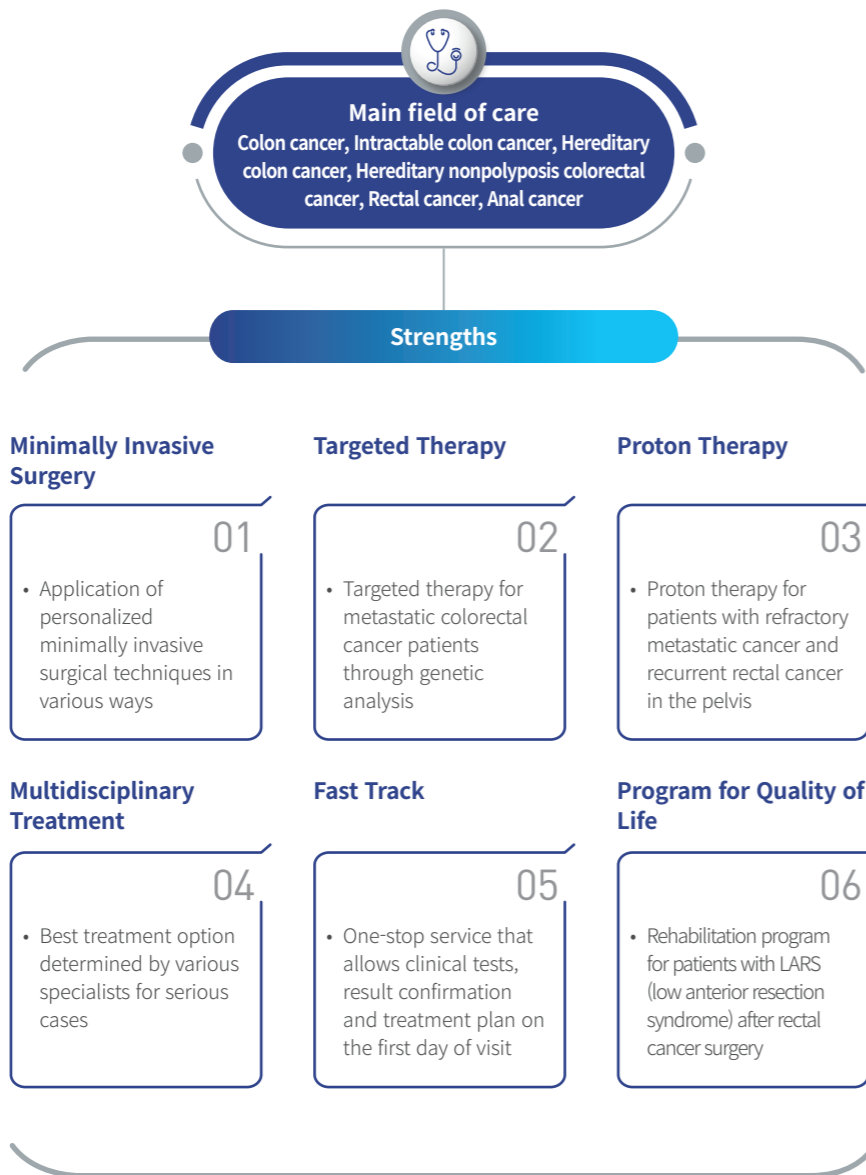 Main field of care
Colon cancer, Intractable colon cancer, Hereditary
colon cancer, Hereditary nonpolyposis colorectal
cancer, Rectal cancer, Anal cancer
Strengths
Minimally Invasive
Surgery
01
• Application of
personalized
minimally invasive
surgical techniques in
various ways
Targeted Therapy
02
• Targeted therapy for
metastatic colorectal
cancer patients
through genetic
analysis
Proton Therapy
03
• Proton therapy for
patients with refractory
metastatic cancer and
recurrent rectal cancer
in the pelvis
Multidisciplinary
Treatment
04
• Best treatment option
determined by various
specialists for serious
cases
Fast Track
05
• One-stop service that
allows clinical tests,
result confirmation
and treatment plan on
the first day of visit
Program for Quality of
Life
06
• Rehabilitation program
for patients with LARS
(low anterior resection
syndrome) after rectal
cancer surgery